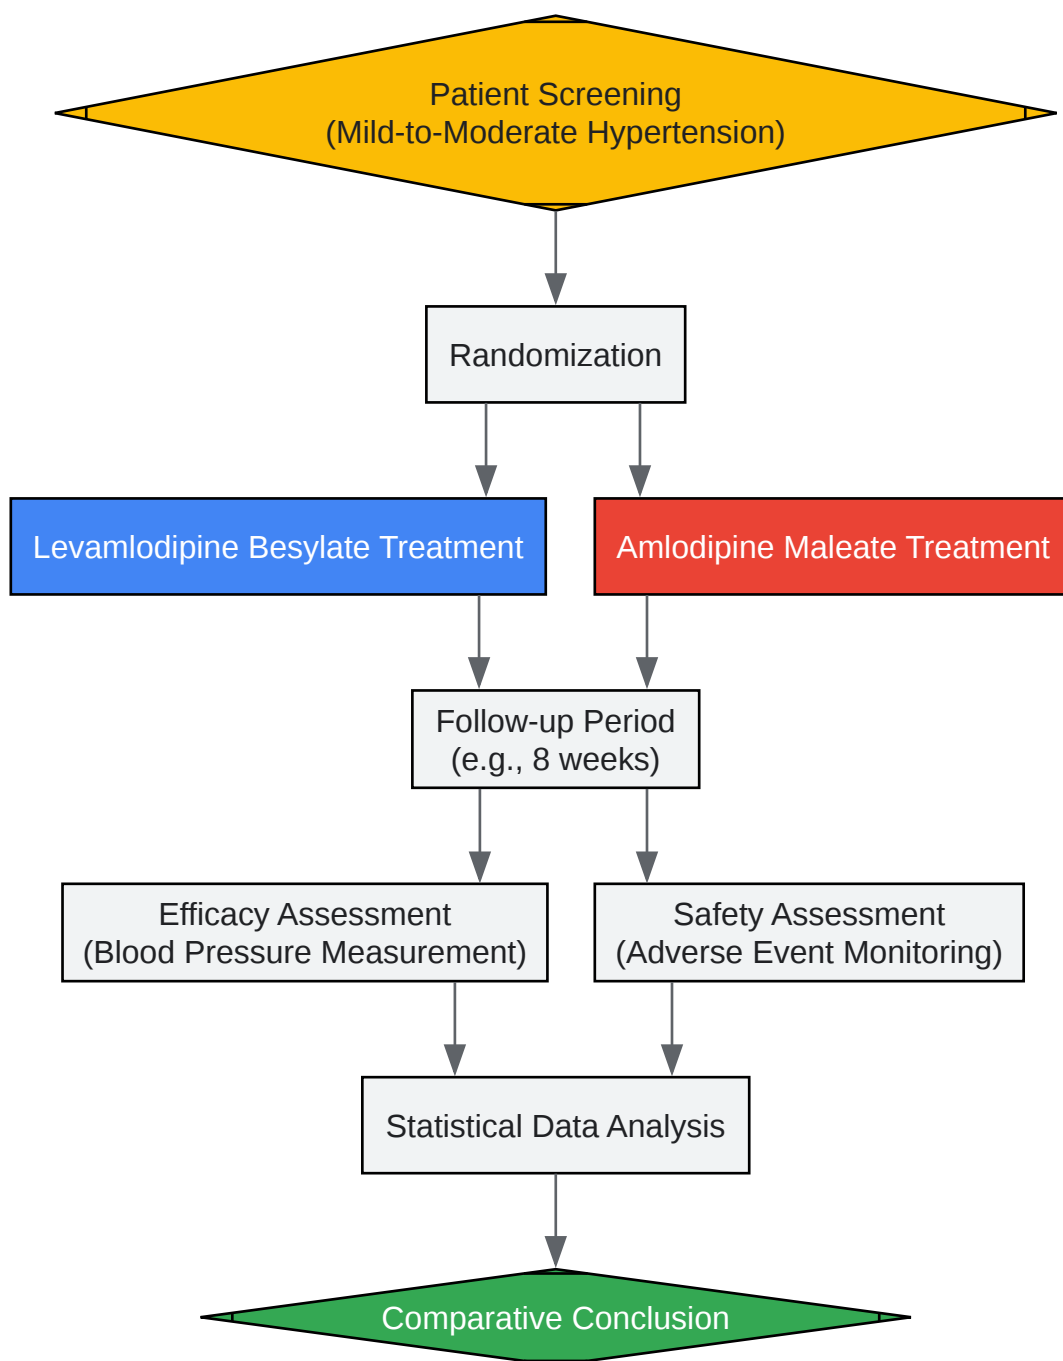 Patient Screening
(Mild-to-Moderate Hypertension)
Randomization
Levamlodipine Besylate Treatment
Amlodipine Maleate Treatment
Follow-up Period
(e.g., 8 weeks)
Efficacy Assessment
(Blood Pressure Measurement)
Safety Assessment
(Adverse Event Monitoring)
Statistical Data Analysis
Comparative Conclusion